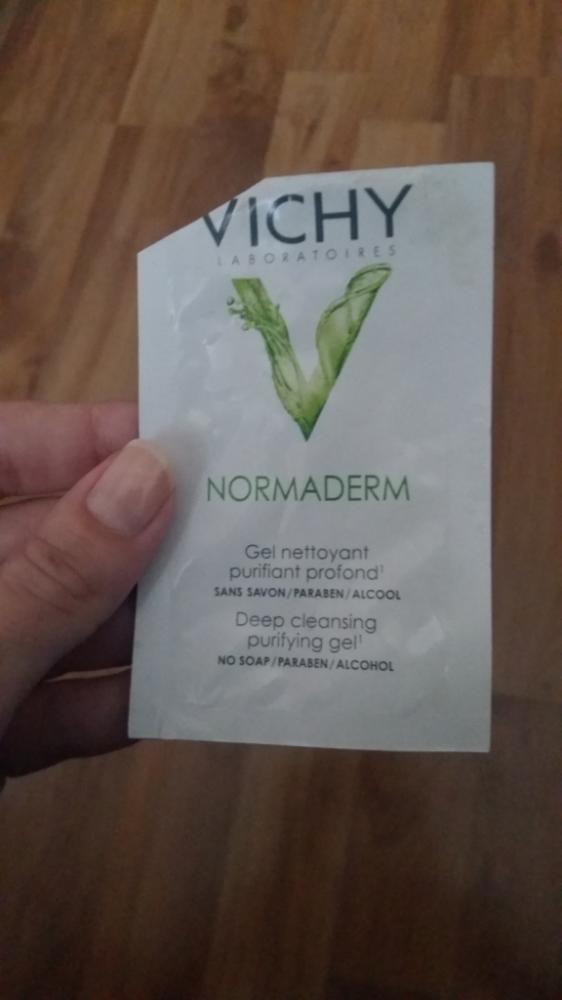 VICHY
LABORATOIRES
NORMADERM
Gel nettoyant
purifiant profond¹
SANS SAVON/PARABEN/ALCOOL
Deep cleansing
purifying gel¹
NO SOAP/PARABEN/ALCOHOL